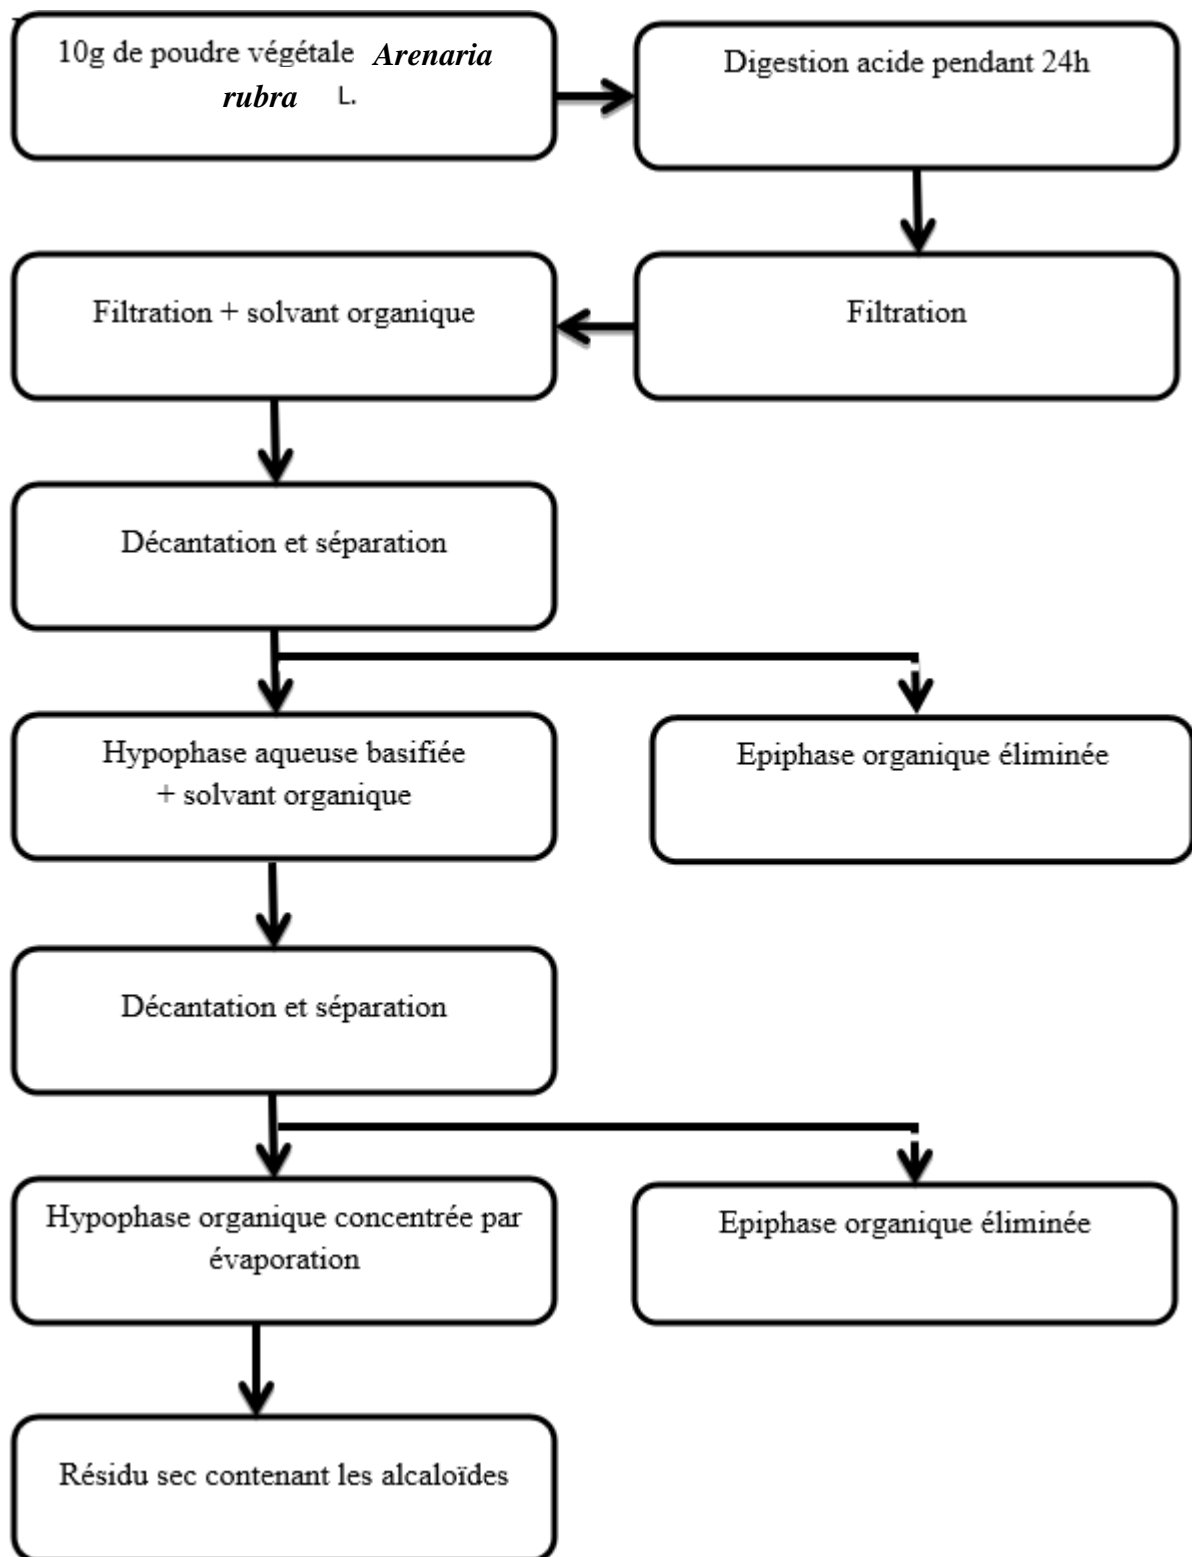 10g de poudre végétale Arenaria
rubra L.
Digestion acide pendant 24h
Filtration + solvant organique
Filtration
Décantation et séparation
Hypophase aqueuse basifiée
+ solvant organique
Epiphase organique éliminée
Décantation et séparation
Hypophase organique concentrée par
évaporation
Epiphase organique éliminée
Résidu sec contenant les alcaloïdes